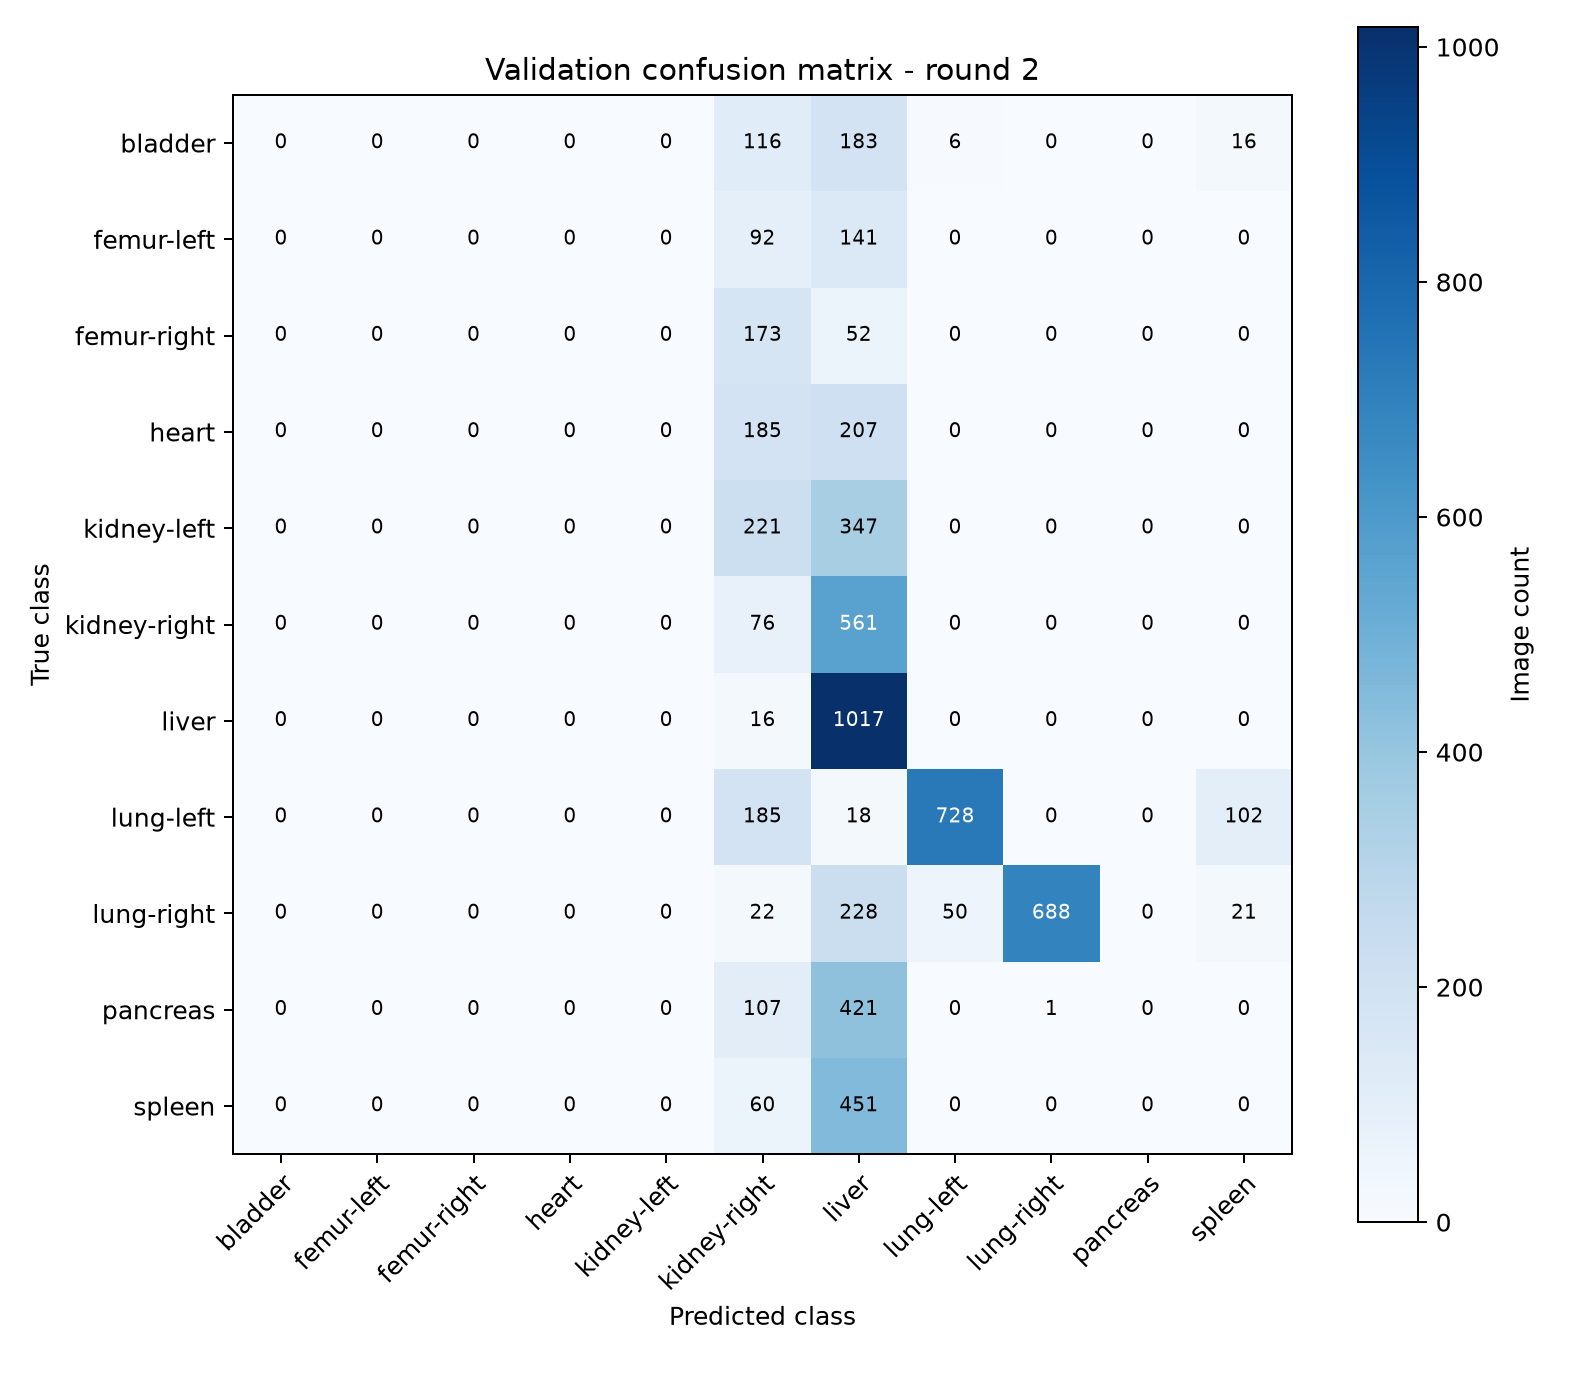 Validation confusion matrix - round 2
True class
bladder 0 0 0 0 0 116 183 6 0 0 16
femur-left 0 0 0 0 0 92 141 0 0 0 0
femur-right 0 0 0 0 0 173 52 0 0 0 0
heart 0 0 0 0 0 185 207 0 0 0 0
kidney-left 0 0 0 0 0 221 347 0 0 0 0
kidney-right 0 0 0 0 0 76 561 0 0 0 0
liver 0 0 0 0 0 16 1017 0 0 0 0
lung-left 0 0 0 0 0 185 18 728 0 0 102
lung-right 0 0 0 0 0 22 228 50 688 0 21
pancreas 0 0 0 0 0 107 421 0 1 0 0
spleen 0 0 0 0 0 60 451 0 0 0 0
bladder femur-left femur-right heart kidney-left kidney-right liver lung-left lung-right pancreas spleen
Predicted class
1000
800
600
400
200
0
Image count